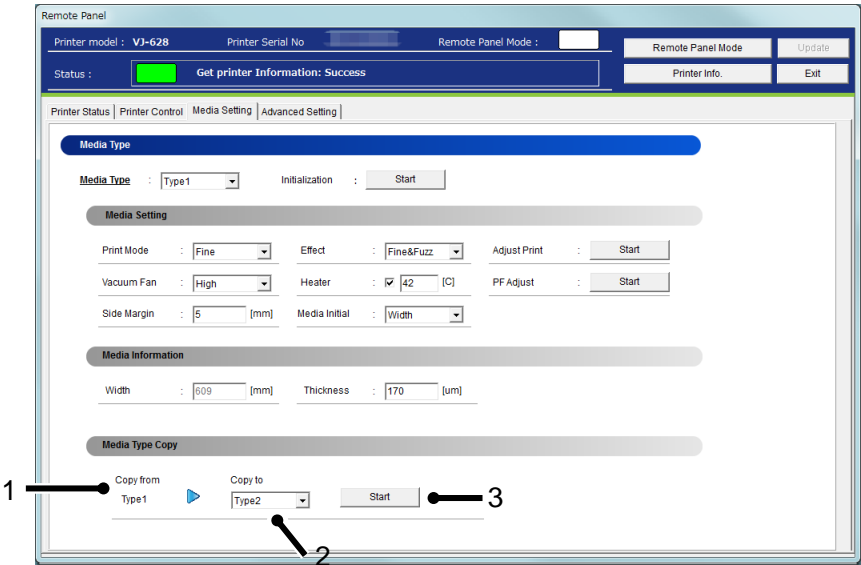 Remote Panel
Printer model : VJ-628 Printer Serial No Remote Panel Mode :
Remote Panel Mode Update
Status : Get printer Information: Success
Printer Info. Exit
Printer Status Printer Control Media Setting Advanced Setting
Media Type
Media Type : Type1 Initialization : Start
Media Setting
Print Mode : Fine Effect : Fine&Fuzz Adjust Print : Start
Vacuum Fan : High Heater : 42 [C] PF Adjust : Start
Side Margin : 5 [mm] Media Initial : Width
Media Information
Width : 609 [mm] Thickness : 170 [um]
Media Type Copy
Copy from Copy to
1 Type1 Type2 Start 3
2